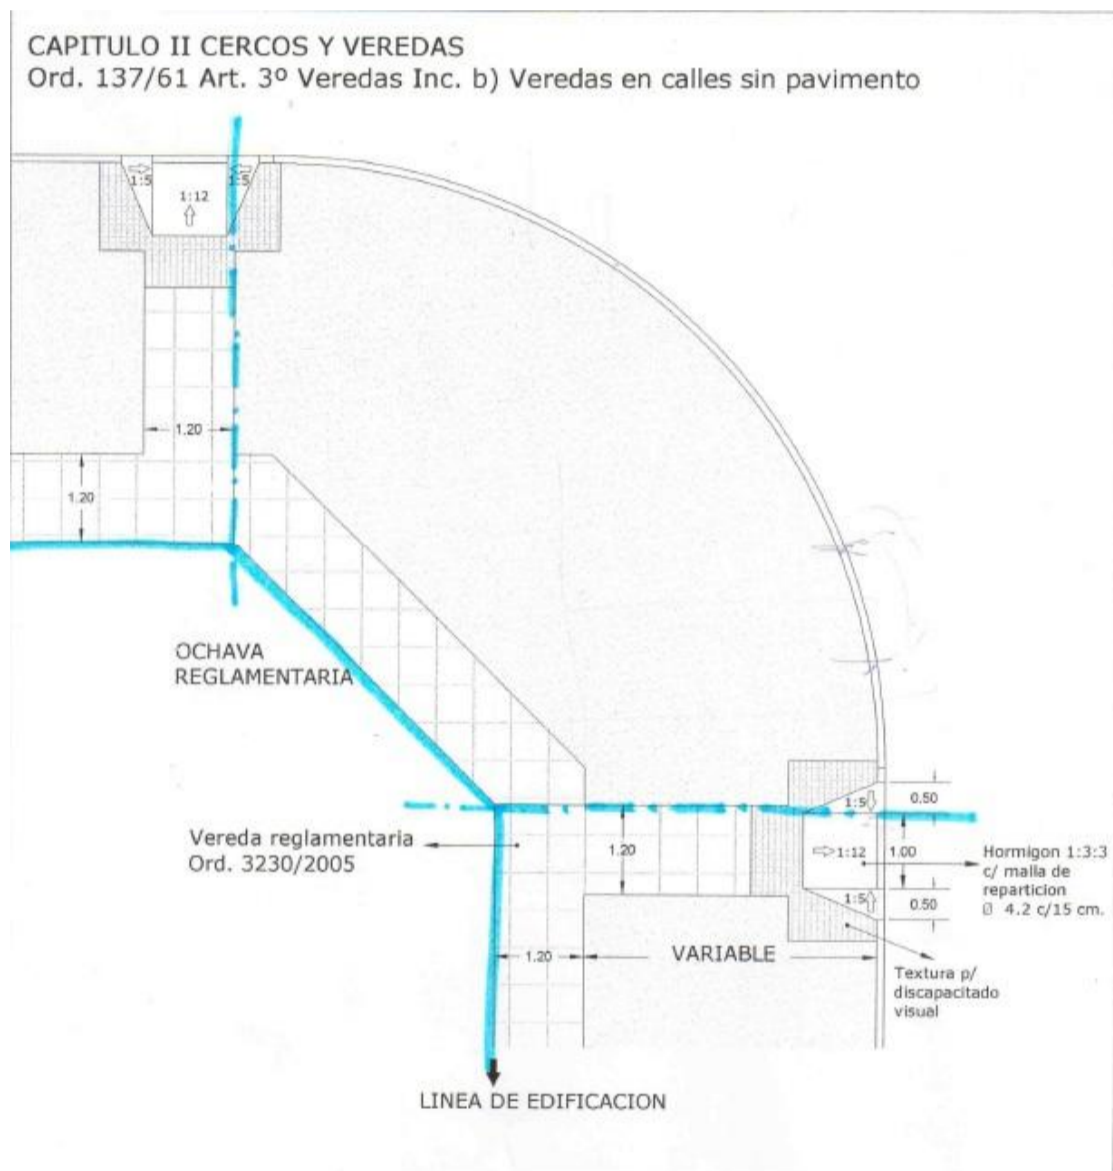 CAPITULO II CERCOS Y VEREDAS
Ord. 137/61 Art. 3º Veredas Inc. b) Veredas en calles sin pavimento
1:5
1:5
1:12
1.20
1.20
OCHAVA
REGLAMENTARIA
Vereda reglamentaria
Ord. 3230/2005
1.20
1:5
0.50
1:12
1.00
Hormigon 1:3:3
c/ malla de
reparticion
Ø 4.2 c/15 cm.
1:5
0.50
1.20
VARIABLE
Textura p/
discapacitado
visual
LINEA DE EDIFICACION